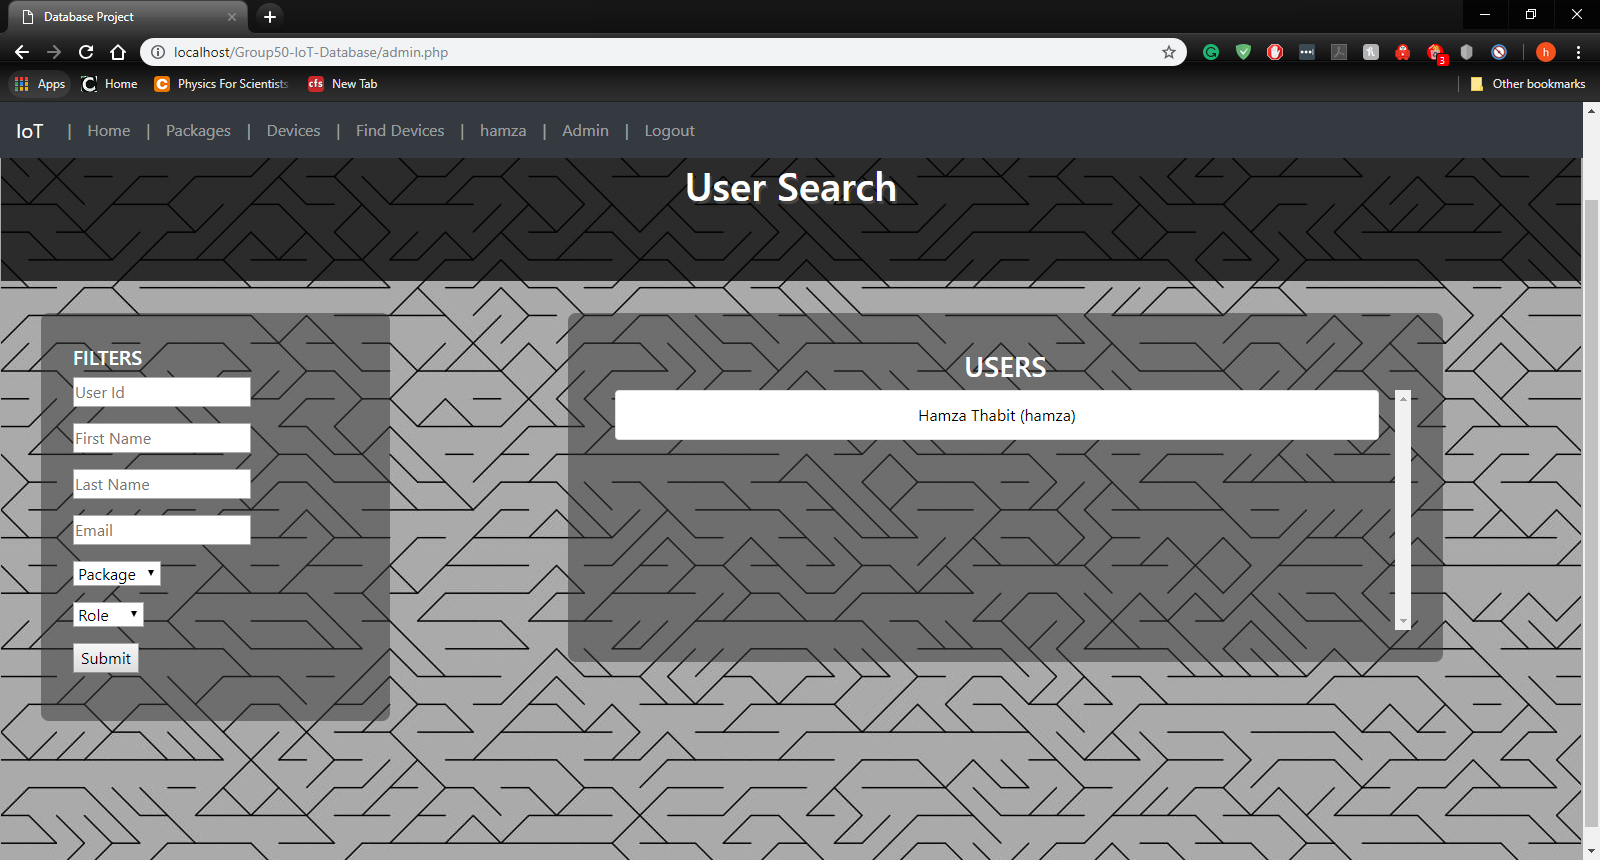 Database Project
localhost/Group50-IoT-Database/admin.php
3
h
Apps
Home
Physics For Scientists
cfs
New Tab
Other bookmarks
IoT | Home | Packages | Devices | Find Devices | hamza | Admin | Logout
User Search
FILTERS
User Id
First Name
Last Name
Email
Package
Role
Submit
USERS
Hamza Thabit (hamza)